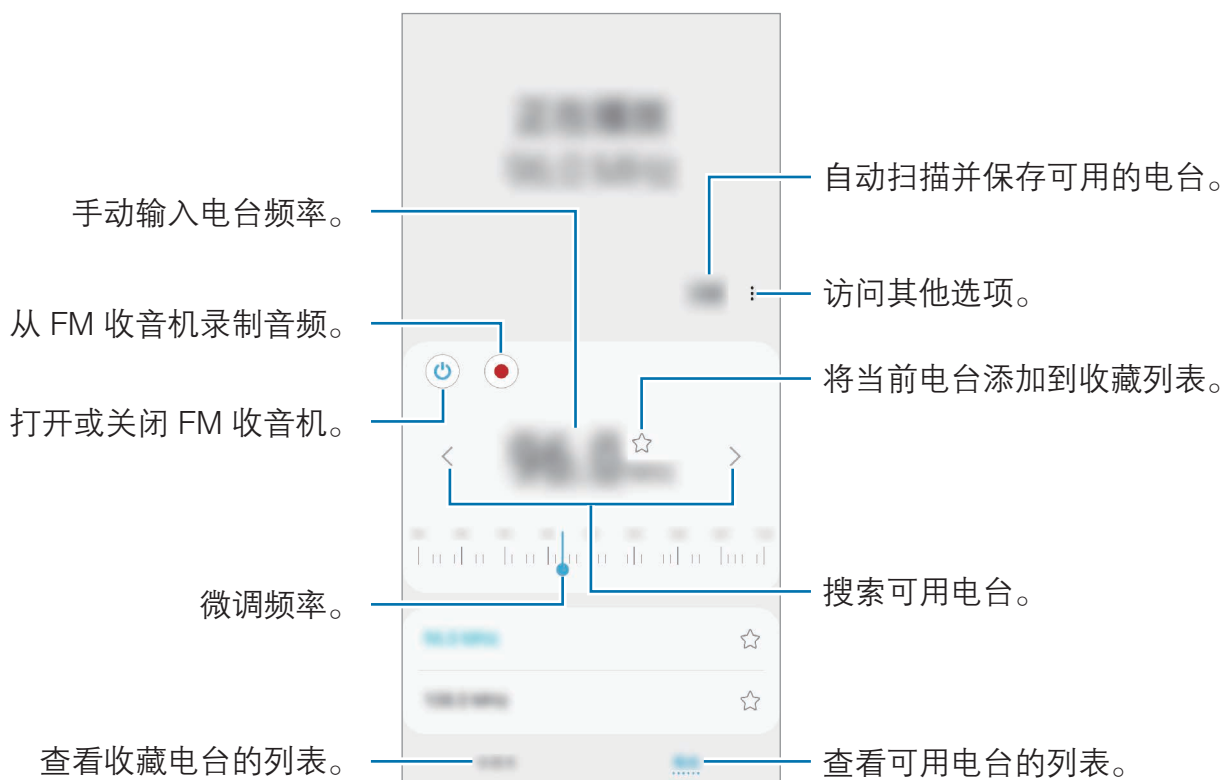 自动扫描并保存可用的电台。
手动输入电台频率。
访问其他选项。
从 FM 收音机录制音频。
将当前电台添加到收藏列表。
打开或关闭 FM 收音机。
96.0
搜索可用电台。
微调频率。
查看收藏电台的列表。
查看可用电台的列表。